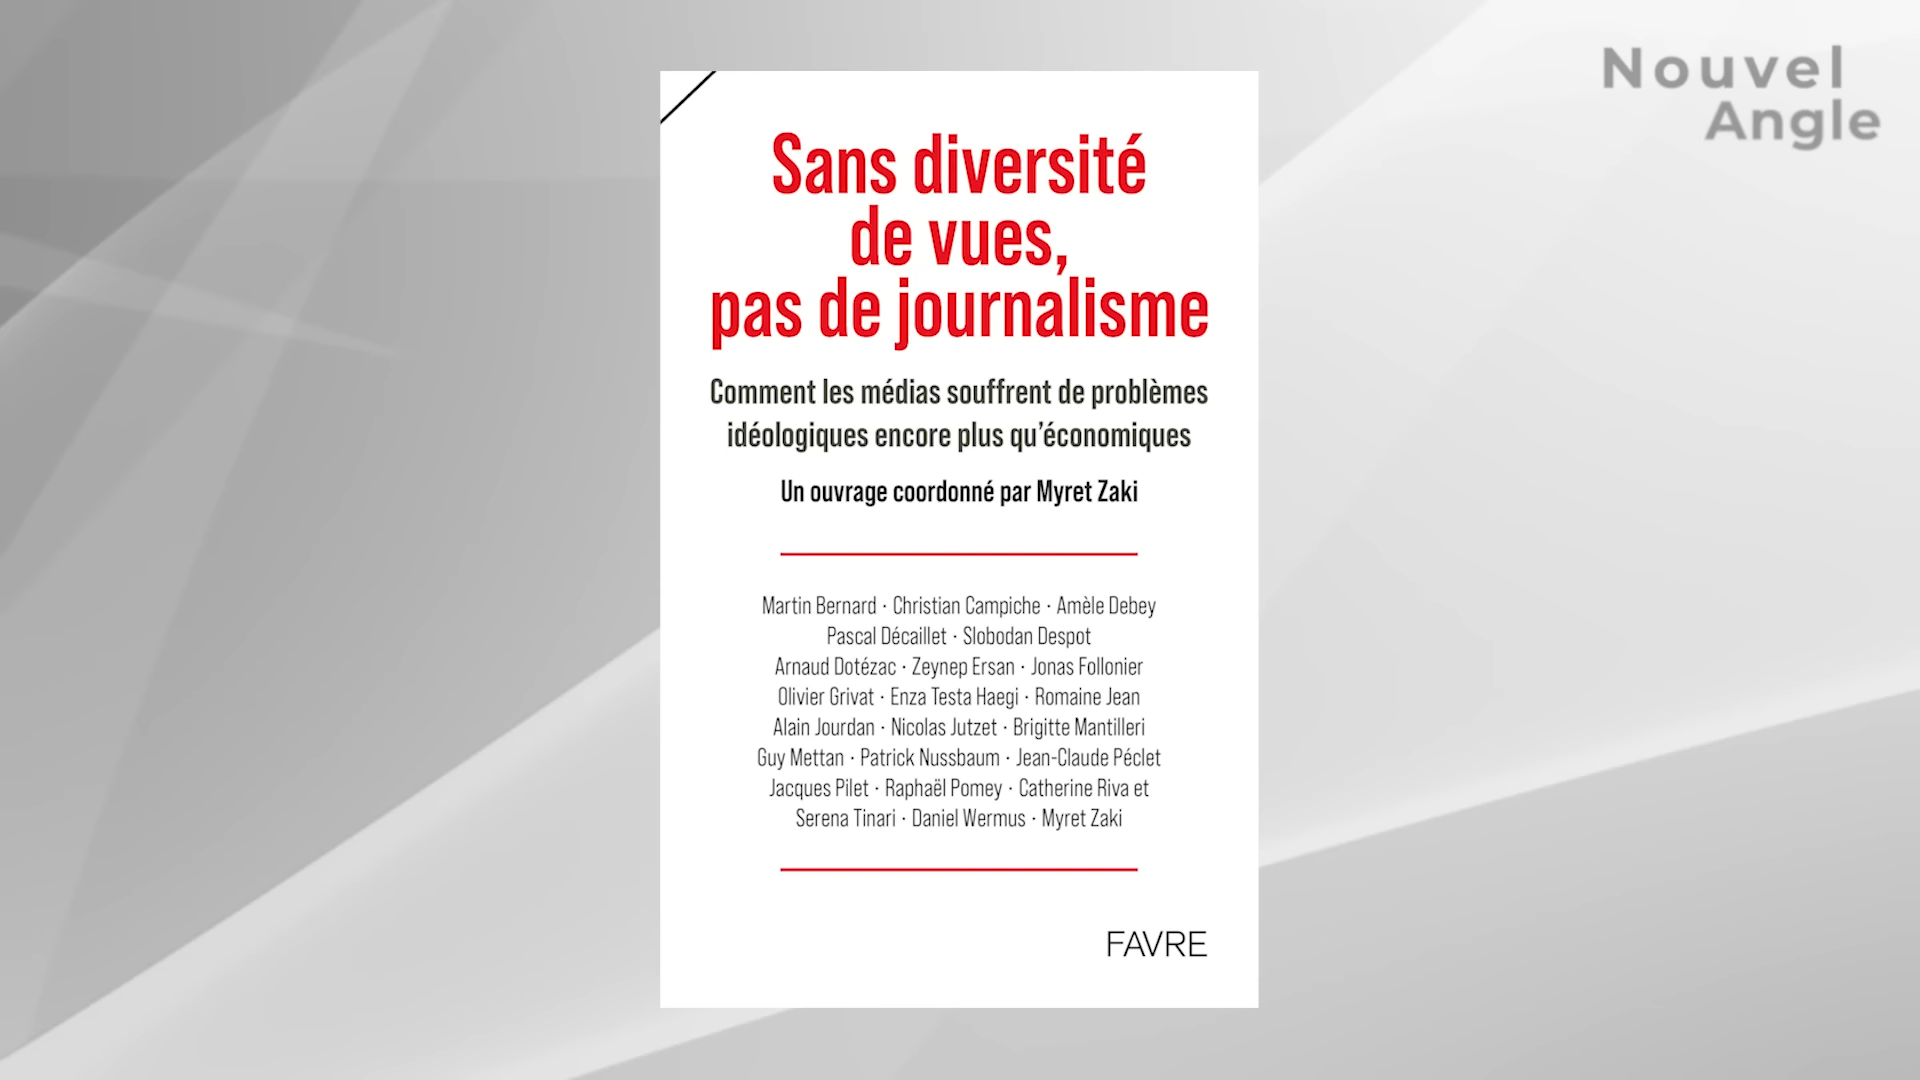 Nouvel
Angle
Sans diversité
de vues,
pas de journalisme
Comment les médias souffrent de problèmes
idéologiques encore plus qu’économiques
Un ouvrage coordonné par Myret Zaki
Martin Bernard · Christian Campiche · Amèle Debey
Pascal Décaillet · Slobodan Despot
Arnaud Dotézac · Zeynep Ersan · Jonas Follonier
Olivier Grivat · Enza Testa Haegi · Romaine Jean
Alain Jourdan · Nicolas Jutzet · Brigitte Mantilleri
Guy Mettan · Patrick Nussbaum · Jean-Claude Péclet
Jacques Pilet · Raphaël Pomey · Catherine Riva et
Serena Tinari · Daniel Wermus · Myret Zaki
FAVRE